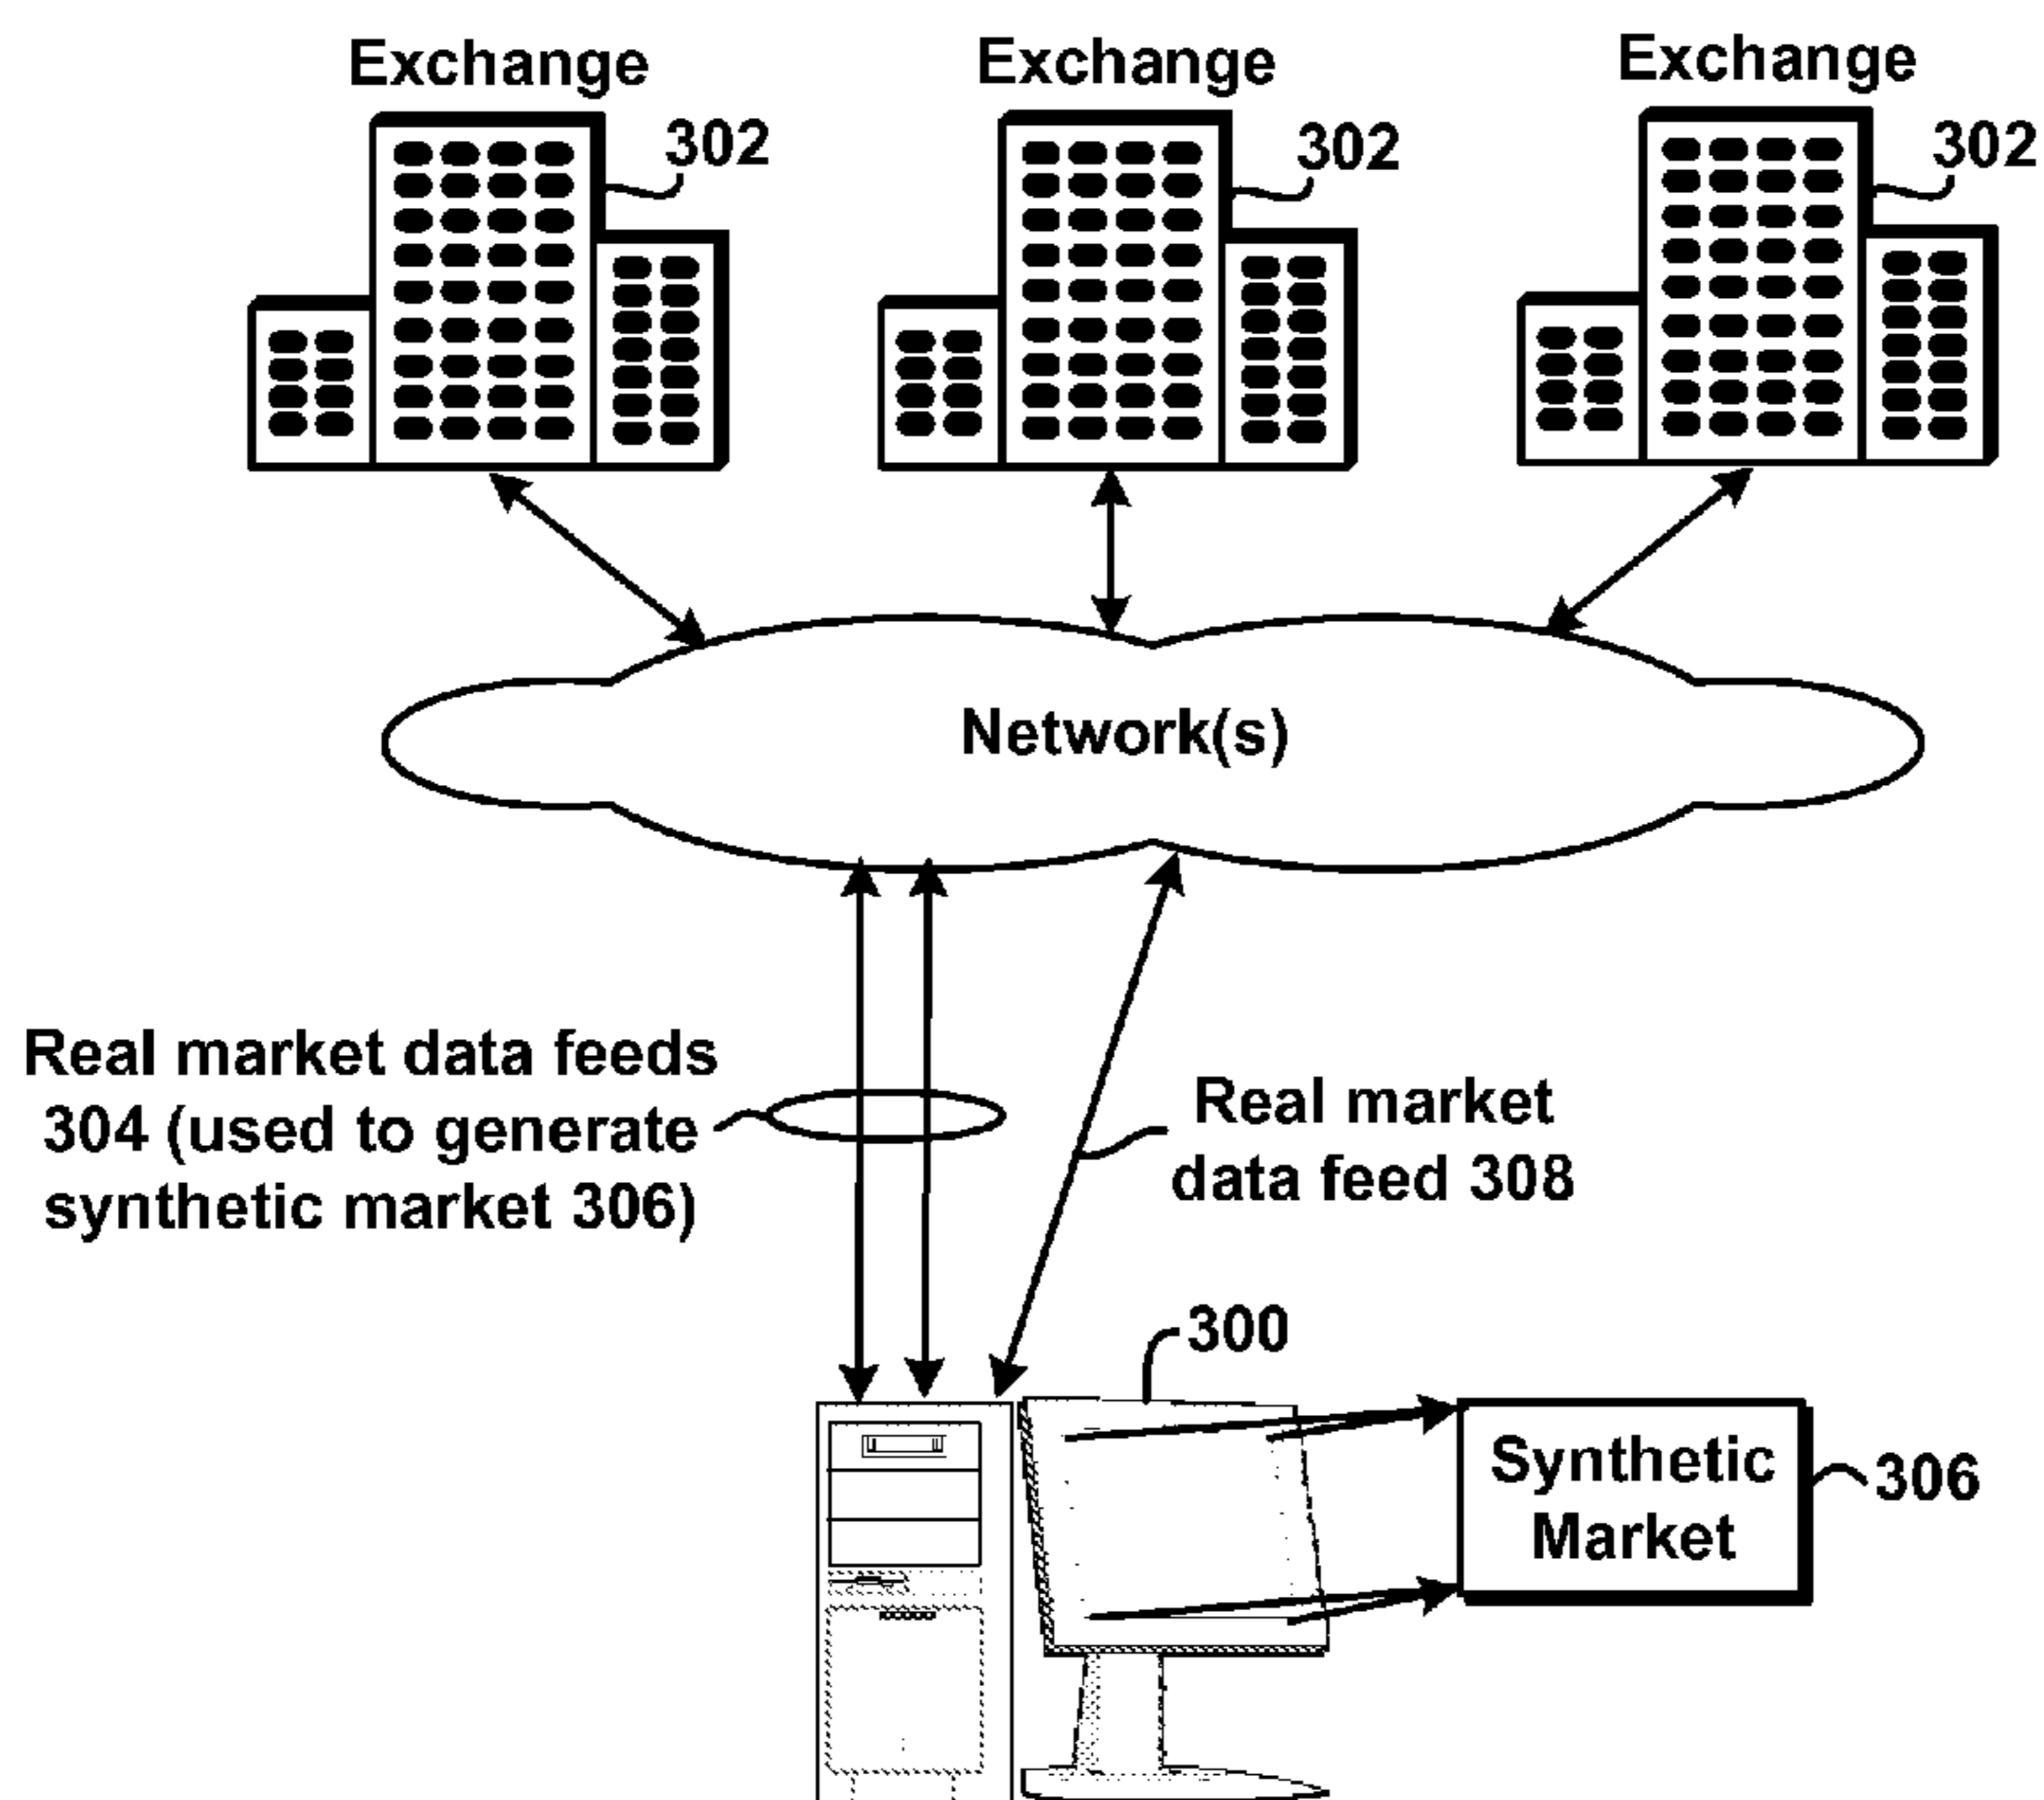 Exchange
Exchange
Exchange
302
302
302
Network(s)
Real market data feeds
304 (used to generate
synthetic market 306)
Real market
data feed 308
300
Synthetic
Market
306